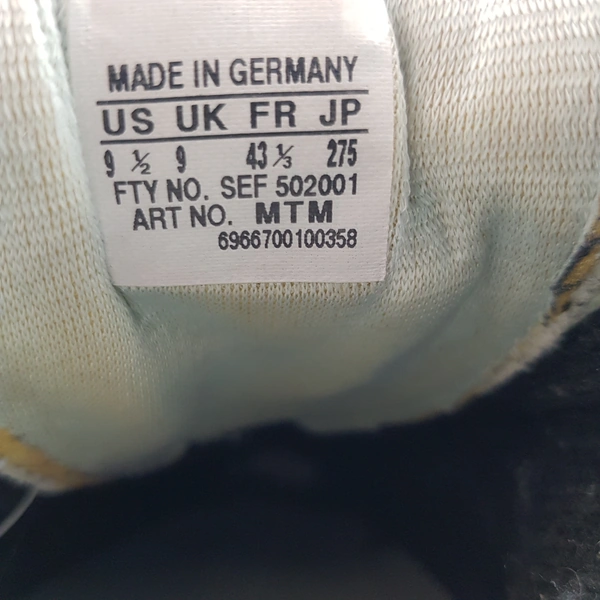 MADE IN GERMANY
US UK FR JP
9 ½ 9 43 ⅓ 275
FTY NO. SEF 502001
ART NO. MTM
6966700100358